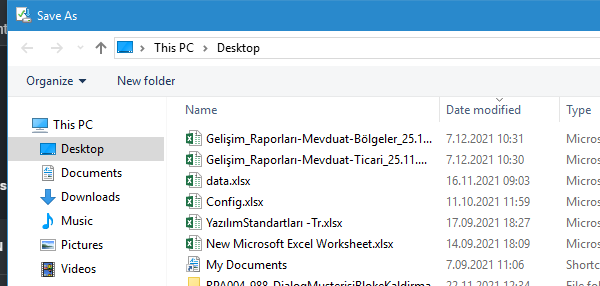 Save As
This PC > Desktop
Organize New folder
Name Date modified Type
This PC
Desktop
Documents
Downloads
Music
Pictures
Videos
Gelişim_Raporları-Mevduat-Bölgeler_25.1... 7.12.2021 10:31 Micros
Gelişim_Raporları-Mevduat-Ticari_25.11.... 7.12.2021 10:30 Micros
data.xlsx 16.11.2021 09:03 Micros
Config.xlsx 11.10.2021 11:59 Micros
YazılımStandartları -Tr.xlsx 17.09.2021 18:27 Micros
New Microsoft Excel Worksheet.xlsx 14.09.2021 18:09 Micros
My Documents 7.09.2021 11:06 Shortc
RPA004-988_DialogMusterisiBlokeKaldirma 22.11.2021 12:34 File fol